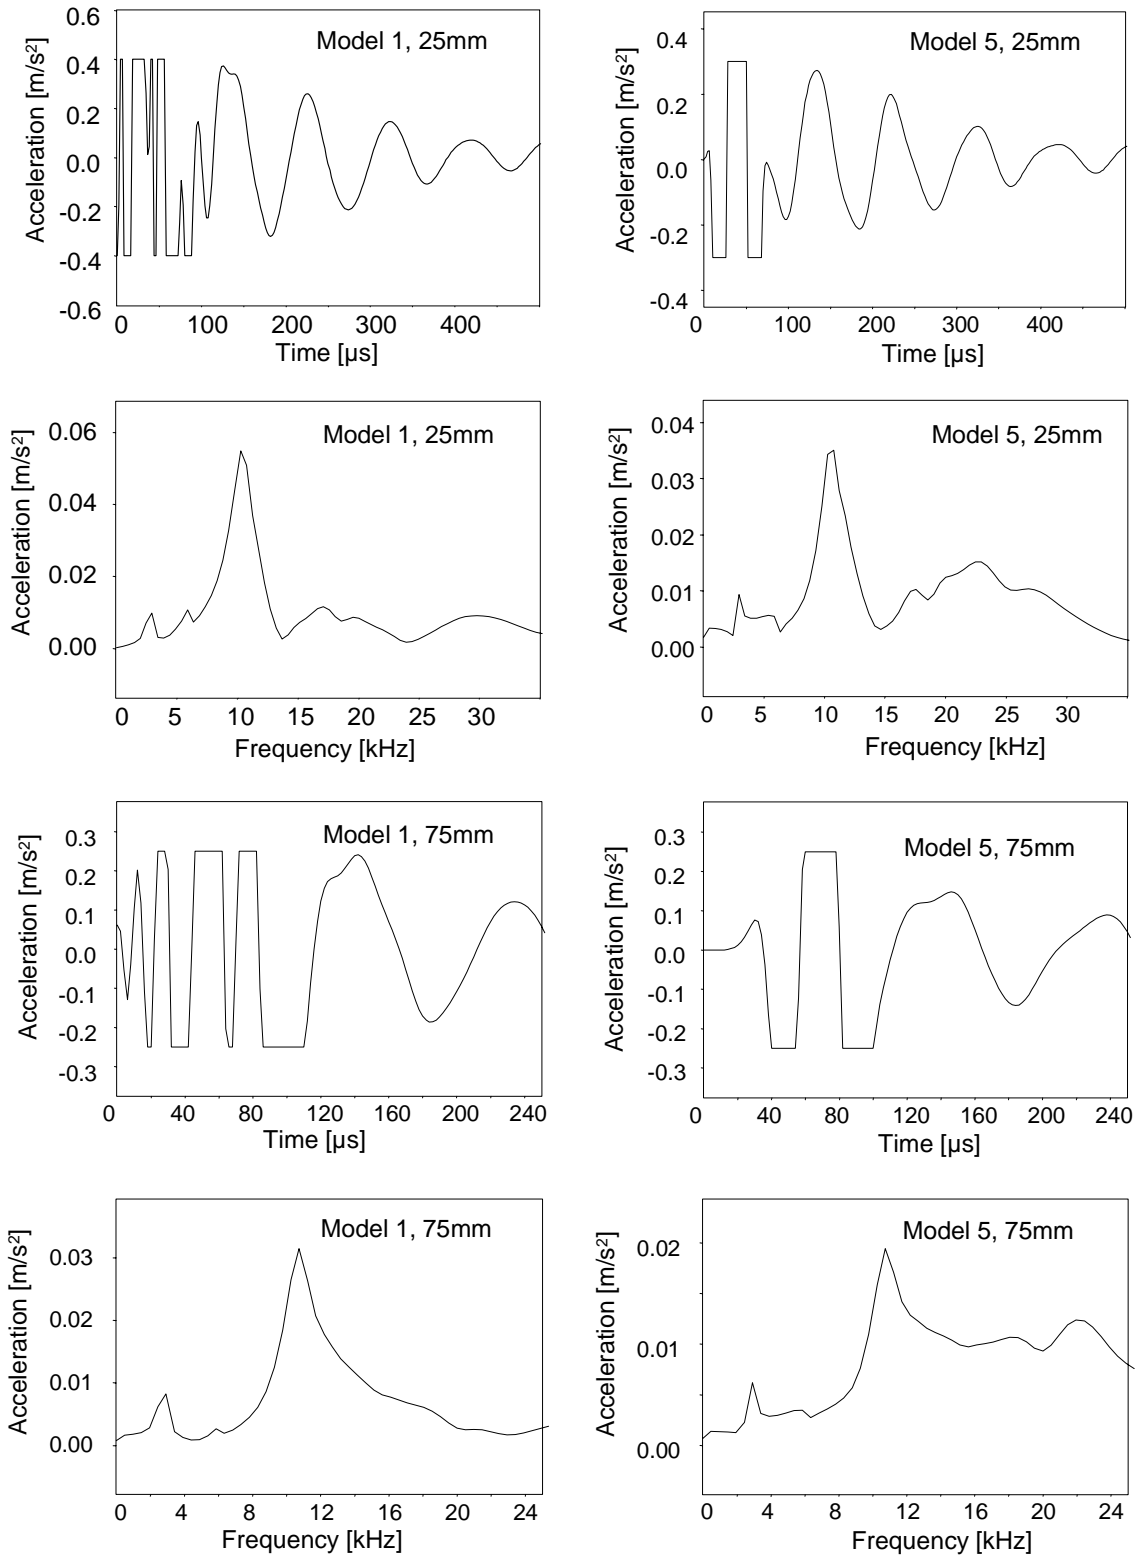 Model 1, 25mm
Acceleration [m/s²]
0.6
0.4
0.2
0.0
-0.2
-0.4
-0.6
0 100 200 300 400
Time [µs]
Model 5, 25mm
Acceleration [m/s²]
0.4
0.2
0.0
-0.2
-0.4
0 100 200 300 400
Time [µs]
Model 1, 25mm
Acceleration [m/s²]
0.06
0.04
0.02
0.00
0 5 10 15 20 25 30
Frequency [kHz]
Model 5, 25mm
Acceleration [m/s²]
0.04
0.03
0.02
0.01
0.00
0 5 10 15 20 25 30
Frequency [kHz]
Model 1, 75mm
Acceleration [m/s²]
0.3
0.2
0.1
0.0
-0.1
-0.2
-0.3
0 40 80 120 160 200 240
Time [µs]
Model 5, 75mm
Acceleration [m/s²]
0.3
0.2
0.1
0.0
-0.1
-0.2
-0.3
0 40 80 120 160 200 240
Time [µs]
Model 1, 75mm
Acceleration [m/s²]
0.03
0.02
0.01
0.00
0 4 8 12 16 20 24
Frequency [kHz]
Model 5, 75mm
Acceleration [m/s²]
0.02
0.01
0.00
0 4 8 12 16 20 24
Frequency [kHz]